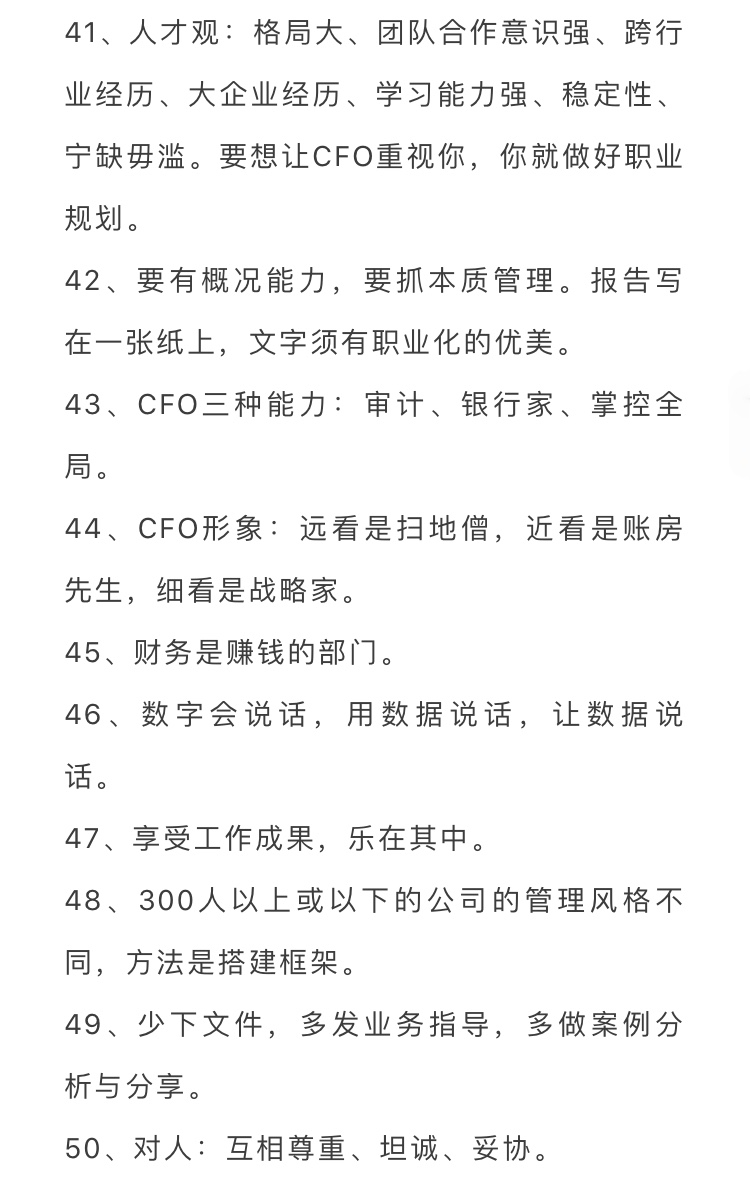 41、人才观：格局大、团队合作意识强、跨行
业经历、大企业经历、学习能力强、稳定性、
宁缺毋滥。要想让CFO重视你，你就做好职业
规划。
42、要有概况能力，要抓本质管理。报告写
在一张纸上，文字须有职业化的优美。
43、CFO三种能力：审计、银行家、掌控全
局。
44、CFO形象：远看是扫地僧，近看是账房
先生，细看是战略家。
45、财务是赚钱的部门。
46、数字会说话，用数据说话，让数据说
话。
47、享受工作成果，乐在其中。
48、300人以上或以下的公司的管理风格不
同，方法是搭建框架。
49、少下文件，多发业务指导，多做案例分
析与分享。
50、对人：互相尊重、坦诚、妥协。